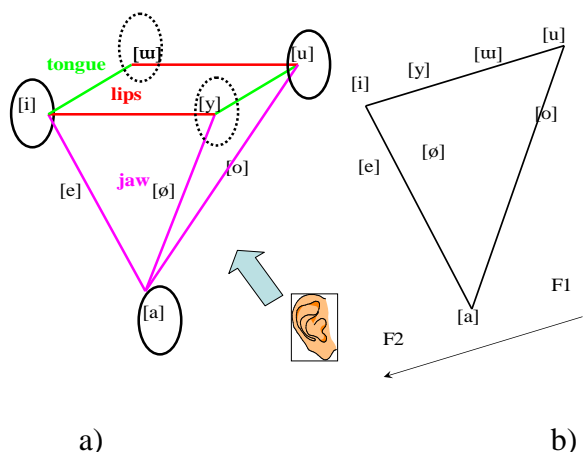 [ɯ]
[u]
tongue
lips
[i]
[y]
jaw
[e]
[ø]
[o]
[a]
a)
[u]
[ɯ]
[y]
[i]
[o]
[e]
[ø]
[a]
F1
F2
b)